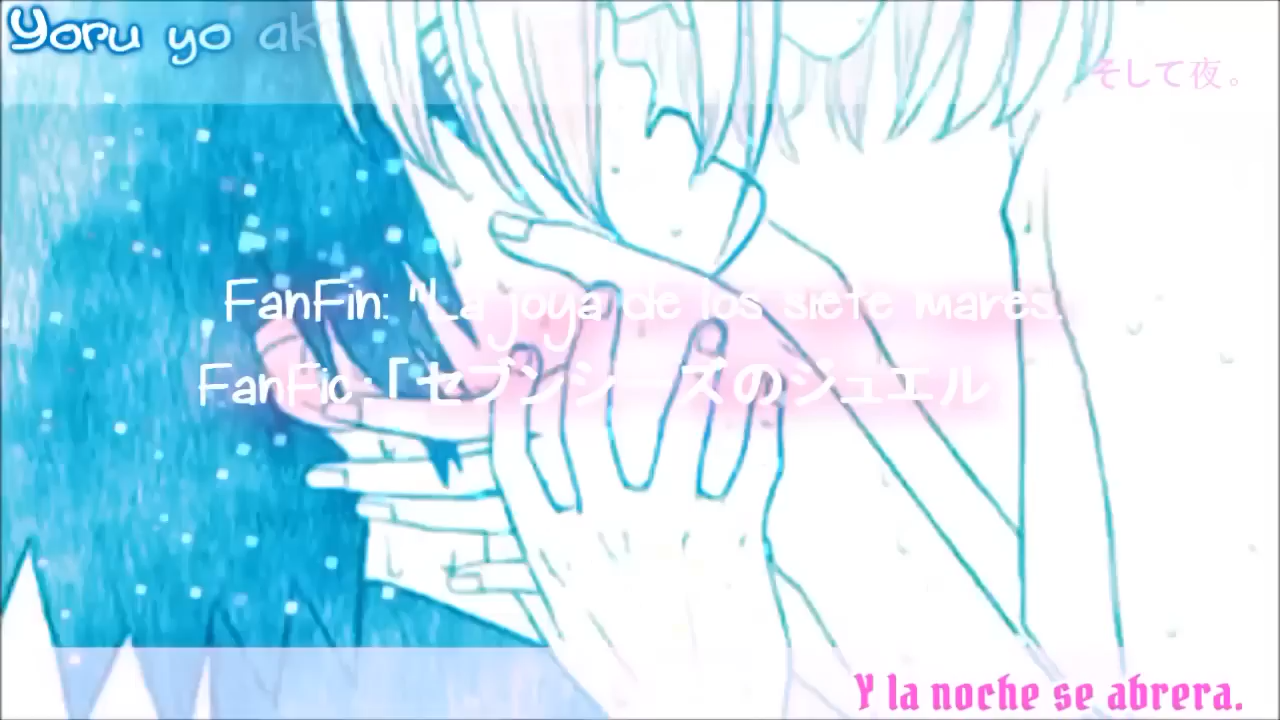 Yoru yo ak
そして夜。
FanFin: "La joya de los siete mares.
FanFic :「セブンシーズのジュエル
Y la noche se abrera.